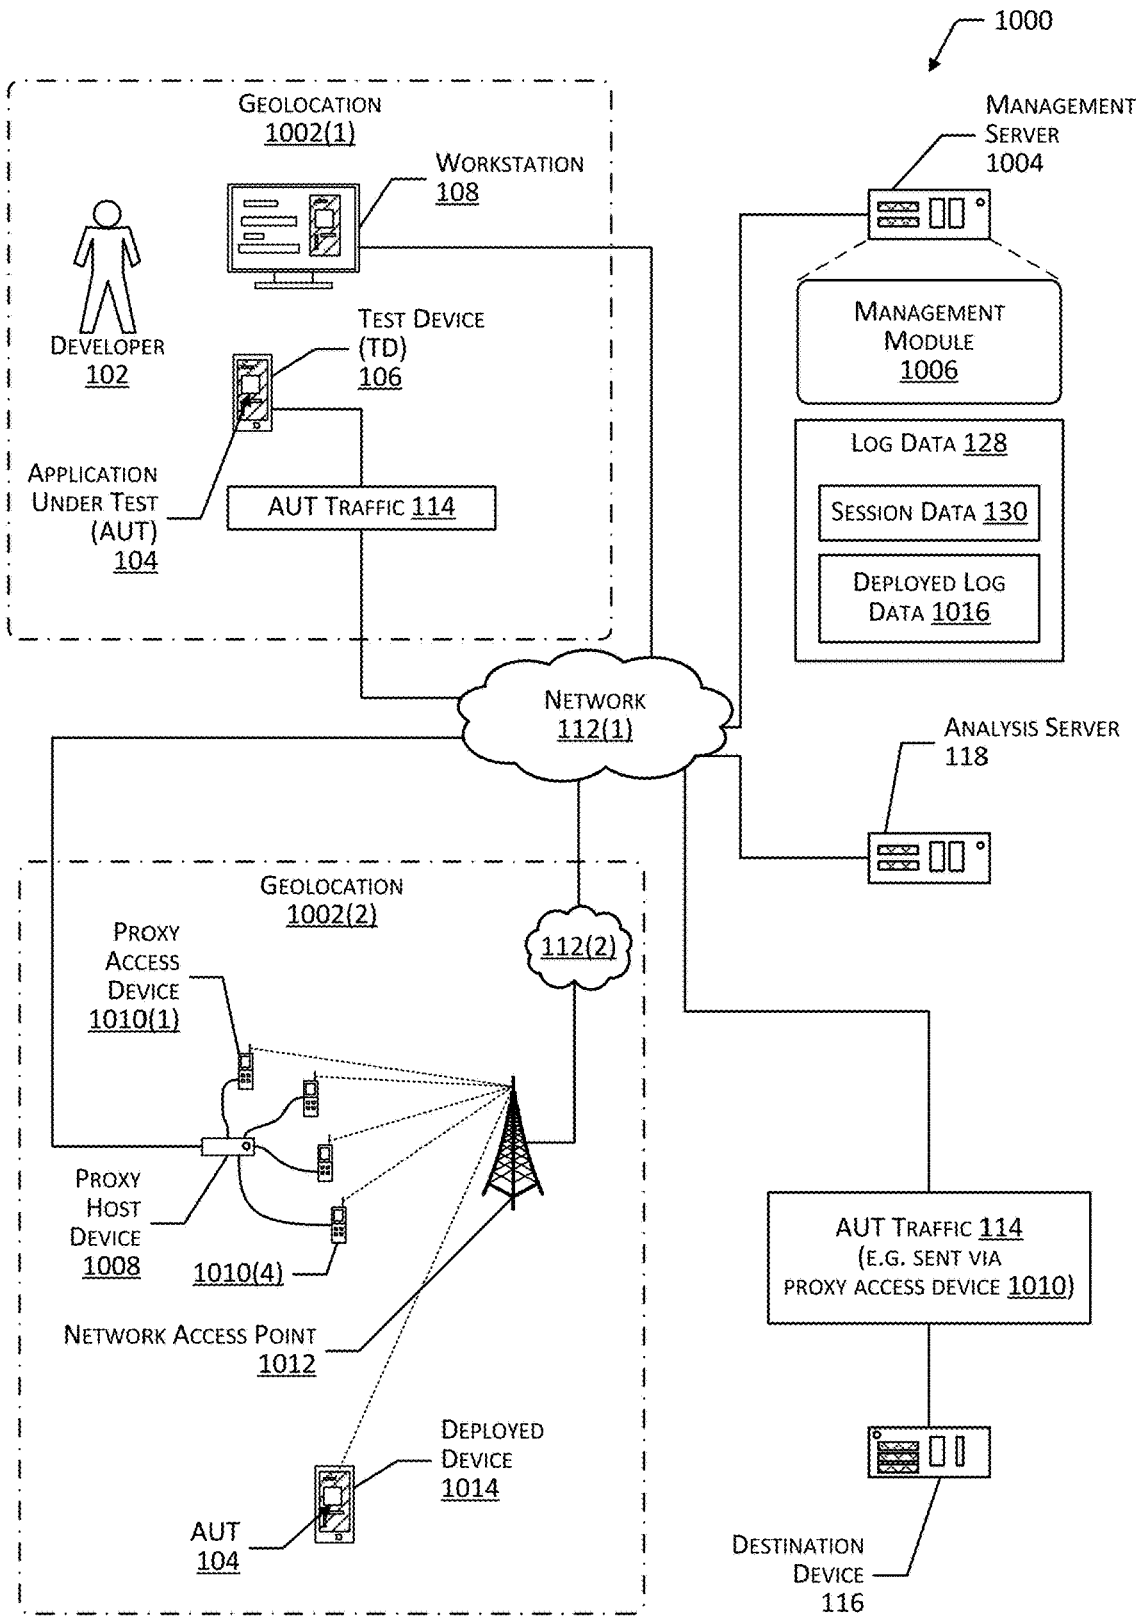 1000
GEOLOCATION
1002(1)
MANAGEMENT
SERVER
1004
WORKSTATION
108
DEVELOPER
102
TEST DEVICE
(TD)
106
APPLICATION
UNDER TEST
(AUT)
104
AUT TRAFFIC 114
MANAGEMENT
MODULE
1006
LOG DATA 128
SESSION DATA 130
DEPLOYED LOG
DATA 1016
NETWORK
112(1)
ANALYSIS SERVER
118
GEOLOCATION
1002(2)
112(2)
PROXY
ACCESS
DEVICE
1010(1)
PROXY
HOST
DEVICE
1008
1010(4)
NETWORK ACCESS POINT
1012
DEPLOYED
DEVICE
1014
AUT
104
AUT TRAFFIC 114
(E.G. SENT VIA
PROXY ACCESS DEVICE 1010)
DESTINATION
DEVICE
116